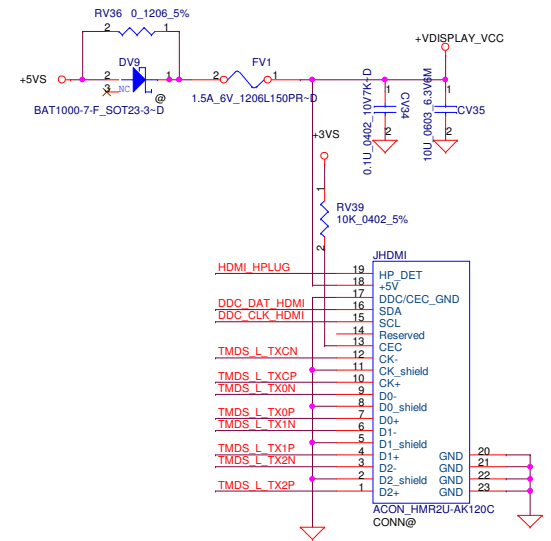 RV36 0_1206_5%
+VDISPLAY_VCC
DV9
FV1
+5VS
2
1
2
1
3
NC
@
BAT1000-7-F_SOT23-3~D
1.5A_6V_1206L150PR~D
1
2
0.1U_0402_10V7K~D
CV34
1
2
10U_0603_6.3V6M
CV35
+3VS
1
RV39
10K_0402_5%
2
JHDMI
HDMI_HPLUG 19 HP_DET
18 +5V
17 DDC/CEC_GND
DDC_DAT_HDMI 16 SDA
DDC_CLK_HDMI 15 SCL
14 Reserved
13 CEC
TMDS_L_TXCN 12 CK-
11 CK_shield
TMDS_L_TXCP 10 CK+
TMDS_L_TX0N 9 D0-
8 D0_shield
TMDS_L_TX0P 7 D0+
TMDS_L_TX1N 6 D1-
5 D1_shield
TMDS_L_TX1P 4 D1+ GND 20
TMDS_L_TX2N 3 D2- GND 21
2 D2_shield GND 22
TMDS_L_TX2P 1 D2+ GND 23
ACON_HMR2U-AK120C
CONN@